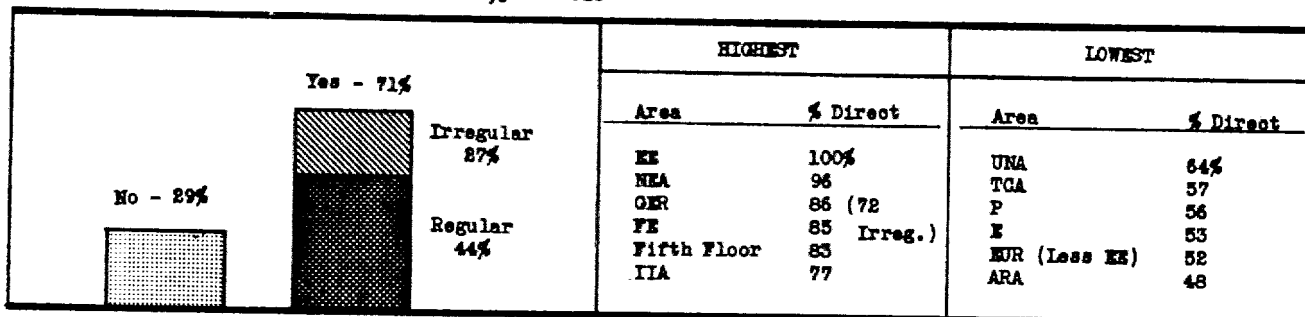 Yes - 71%
Irregular
27%
No - 29%
Regular
44%
HIGHEST
Area % Direct
EE 100%
NEA 96
GER 86 (72
FE 85 Irreg.)
Fifth Floor 83
IIA 77
LOWEST
Area % Direct
UNA 64%
TCA 57
P 56
E 53
EUR (Less EE) 52
ARA 48